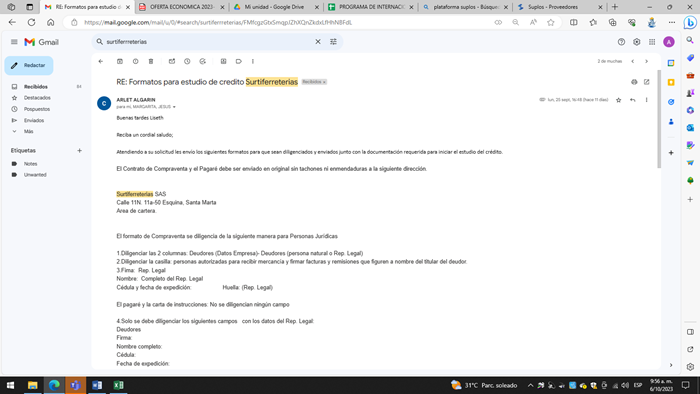 RE: Formatos para estudio de c
OFERTA ECONOMICA 2023 -
Mi unidad - Google Drive
PROGRAMA DE INTERNACIO
plataforma suplos - Búsqued
Suplos - Proveedores
https://mail.google.com/mail/u/0/#search/surtiferrreterias/
Gmail
surtiferrreterias
Redactar
2 de muchas
RE: Formatos para estudio de credito Surtiferreterias
Recibidos x
Recibidos
Destacados
Pospuestos
Enviados
Más
Etiquetas
Notes
Unwanted
C
ARLET ALGARIN
lun, 25 sept, (hace 11 días)
para mí, MARGARITA, JESUS
Buenas tardes Liseth
Reciba un cordial saludo;
Atendiendo a su solicitud les envío los siguientes formatos para que sean diligenciados y enviados junto con la documentación requerida para iniciar el estudio del crédito.
El Contrato de Compraventa y el Pagaré debe ser enviado en original sin tachones ni enmendaduras a la siguiente dirección
Surtiferreterias SAS
Calle 11N. 11a-50 Esquina, Santa Marta
Area de cartera.
El formato de Compraventa se diligencia de la siguiente manera para Personas Jurídicas
1.Diligenciar las 2 columnas: Deudores (Datos Empresa)- Deudores (persona natural o Rep. Legal)
2.Diligenciar la casilla: personas autorizadas para recibir mercancía y firmar facturas y remisiones que figuren a nombre del titular del deudor.
3.Firma: Rep. Legal
Nombre: Completo del Rep. Legal
Cédula y fecha de expedición: Huella: (Rep. Legal)
El pagaré y la carta de instrucciones: No se diligencian ningún campo
4.Solo se debe diligenciar los siguientes campos con los datos del Rep. Legal:
Deudores
Firma:
Nombre completo:
Cédula:
Fecha de expedición:
31°C Parc. soleado
ESP
9:56 a. m.
6/10/2023